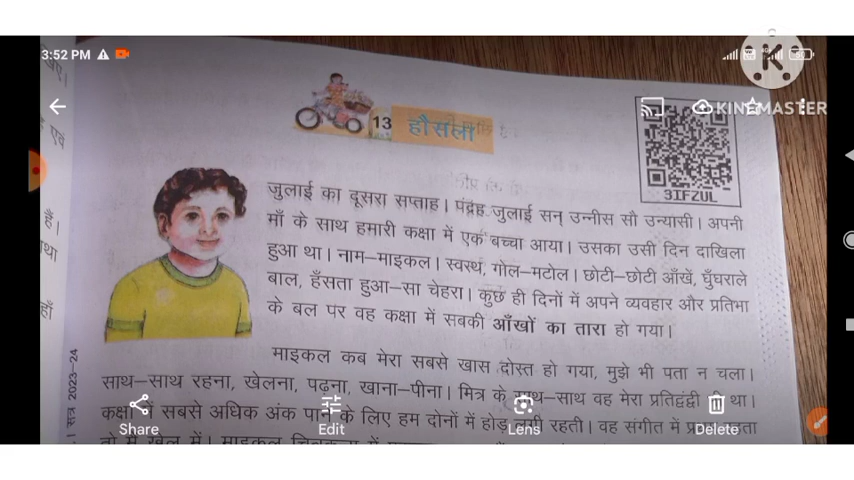 3:52 PM
KINEMASTER
13 हौसला
3IFZUL
जुलाई का दूसरा सप्ताह। पंद्रह जुलाई सन् उन्नीस सौ उन्यासी। अपनी
माँ के साथ हमारी कक्षा में एक बच्चा आया। उसका उसी दिन दाखिला
हुआ था। नाम–माइकल। स्वस्थ, गोल–मटोल। छोटी–छोटी आँखें, घुँघराले
बाल, हँसता हुआ–सा चेहरा। कुछ ही दिनों में अपने व्यवहार और प्रतिभा
के बल पर वह कक्षा में सबकी आँखों का तारा हो गया।
माइकल कब मेरा सबसे खास दोस्त हो गया, मुझे भी पता न चला।
साथ–साथ रहना, खेलना, पढ़ना, खाना–पीना। मित्र के साथ–साथ वह मेरा प्रतिद्वंद्वी था।
कक्षा में सबसे अधिक अंक पाने के लिए हम दोनों में होड़ लगी रहती। वह संगीत में
तो मैं खेल में। माइकल
सत्र 2023–24
Share
Edit
Lens
Delete